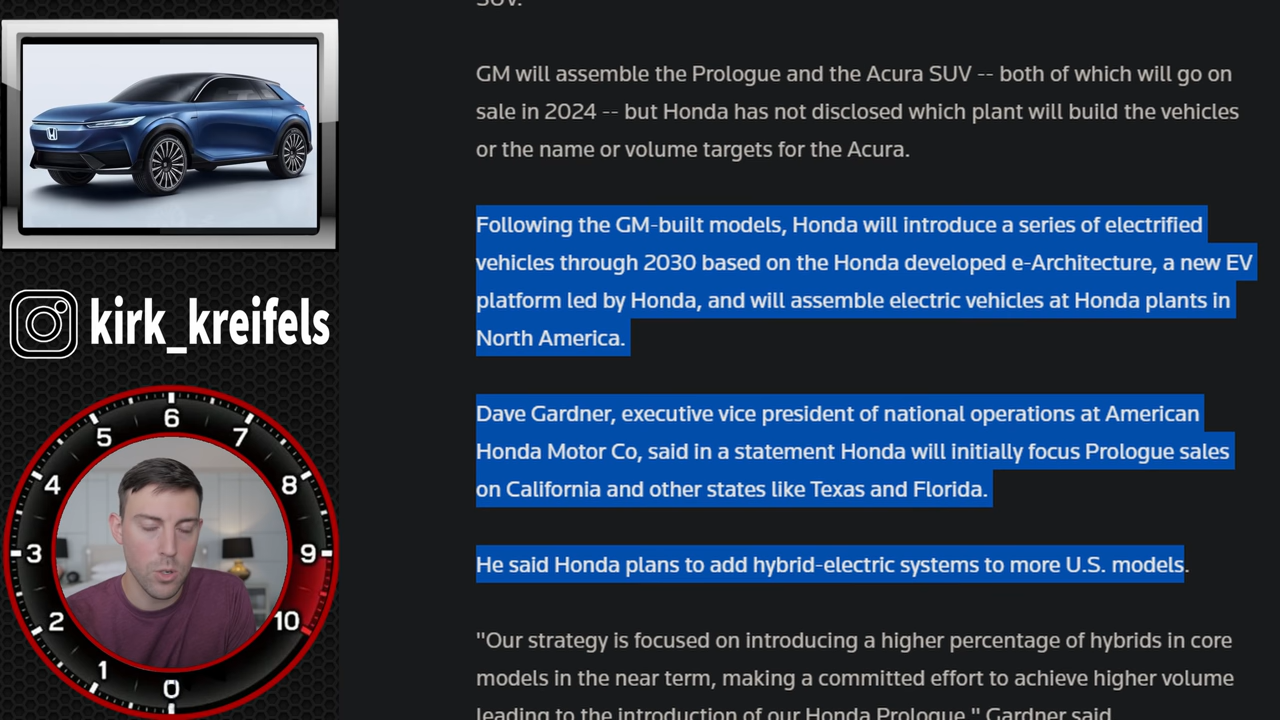 SUV.
GM will assemble the Prologue and the Acura SUV -- both of which will go on
sale in 2024 -- but Honda has not disclosed which plant will build the vehicles
or the name or volume targets for the Acura.
Following the GM-built models, Honda will introduce a series of electrified
vehicles through 2030 based on the Honda developed e-Architecture, a new EV
platform led by Honda, and will assemble electric vehicles at Honda plants in
North America.
Dave Gardner, executive vice president of national operations at American
Honda Motor Co, said in a statement Honda will initially focus Prologue sales
on California and other states like Texas and Florida.
He said Honda plans to add hybrid-electric systems to more U.S. models.
"Our strategy is focused on introducing a higher percentage of hybrids in core
models in the near term, making a committed effort to achieve higher volume
leading to the introduction of our Honda Prologue," Gardner said
kirk_kreifels
0
1
2
3
4
5
6
7
8
9
10